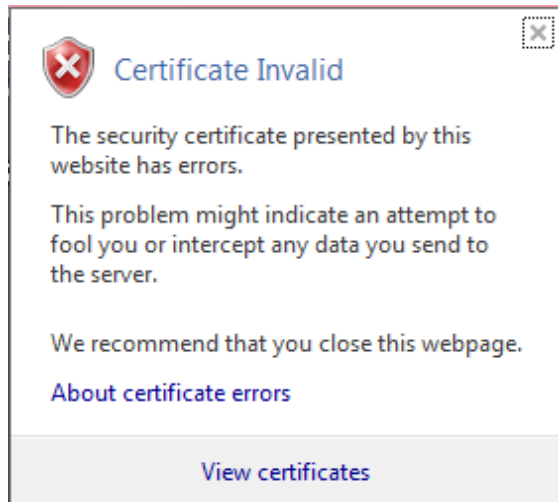 Certificate Invalid
The security certificate presented by this
website has errors.
This problem might indicate an attempt to
fool you or intercept any data you send to
the server.
We recommend that you close this webpage.
About certificate errors
View certificates